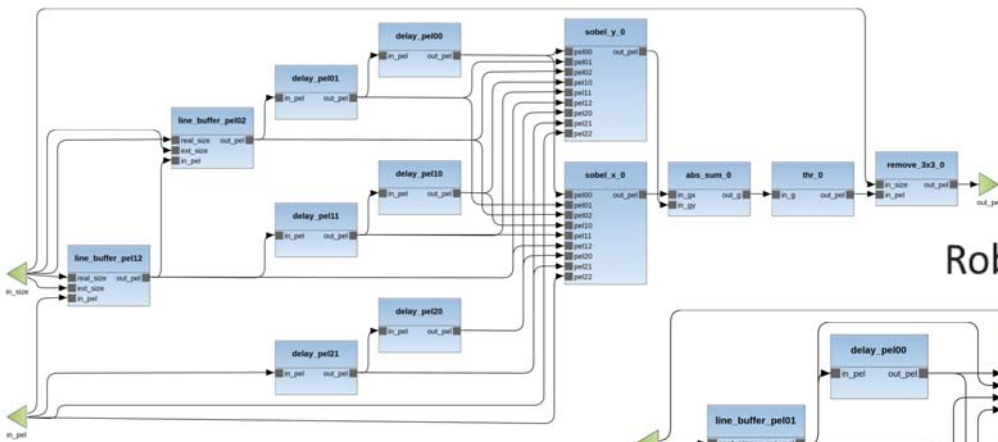 delay_pel00
in_pel out_pel
sobel_y_0
pel00 out_pel
pel01
pel02
pel10
pel11
pel12
pel20
pel21
pel22
delay_pel01
in_pel out_pel
line_buffer_pel02
real_size out_pel
ext_size
in_pel
delay_pel10
in_pel out_pel
sobel_x_0
pel00 out_pel
pel01
pel02
pel10
pel11
pel12
pel20
pel21
pel22
abs_sum_0
in_gx out_g
in_gy
thr_0
in_g out_pel
remove_3x3_0
in_size out_pel
in_pel
delay_pel11
in_pel out_pel
line_buffer_pel12
real_size out_pel
ext_size
in_pel
in_size
delay_pel20
in_pel out_pel
delay_pel21
in_pel out_pel
in_pel
Rob
delay_pel00
in_pel out_pel
line_buffer_pel01